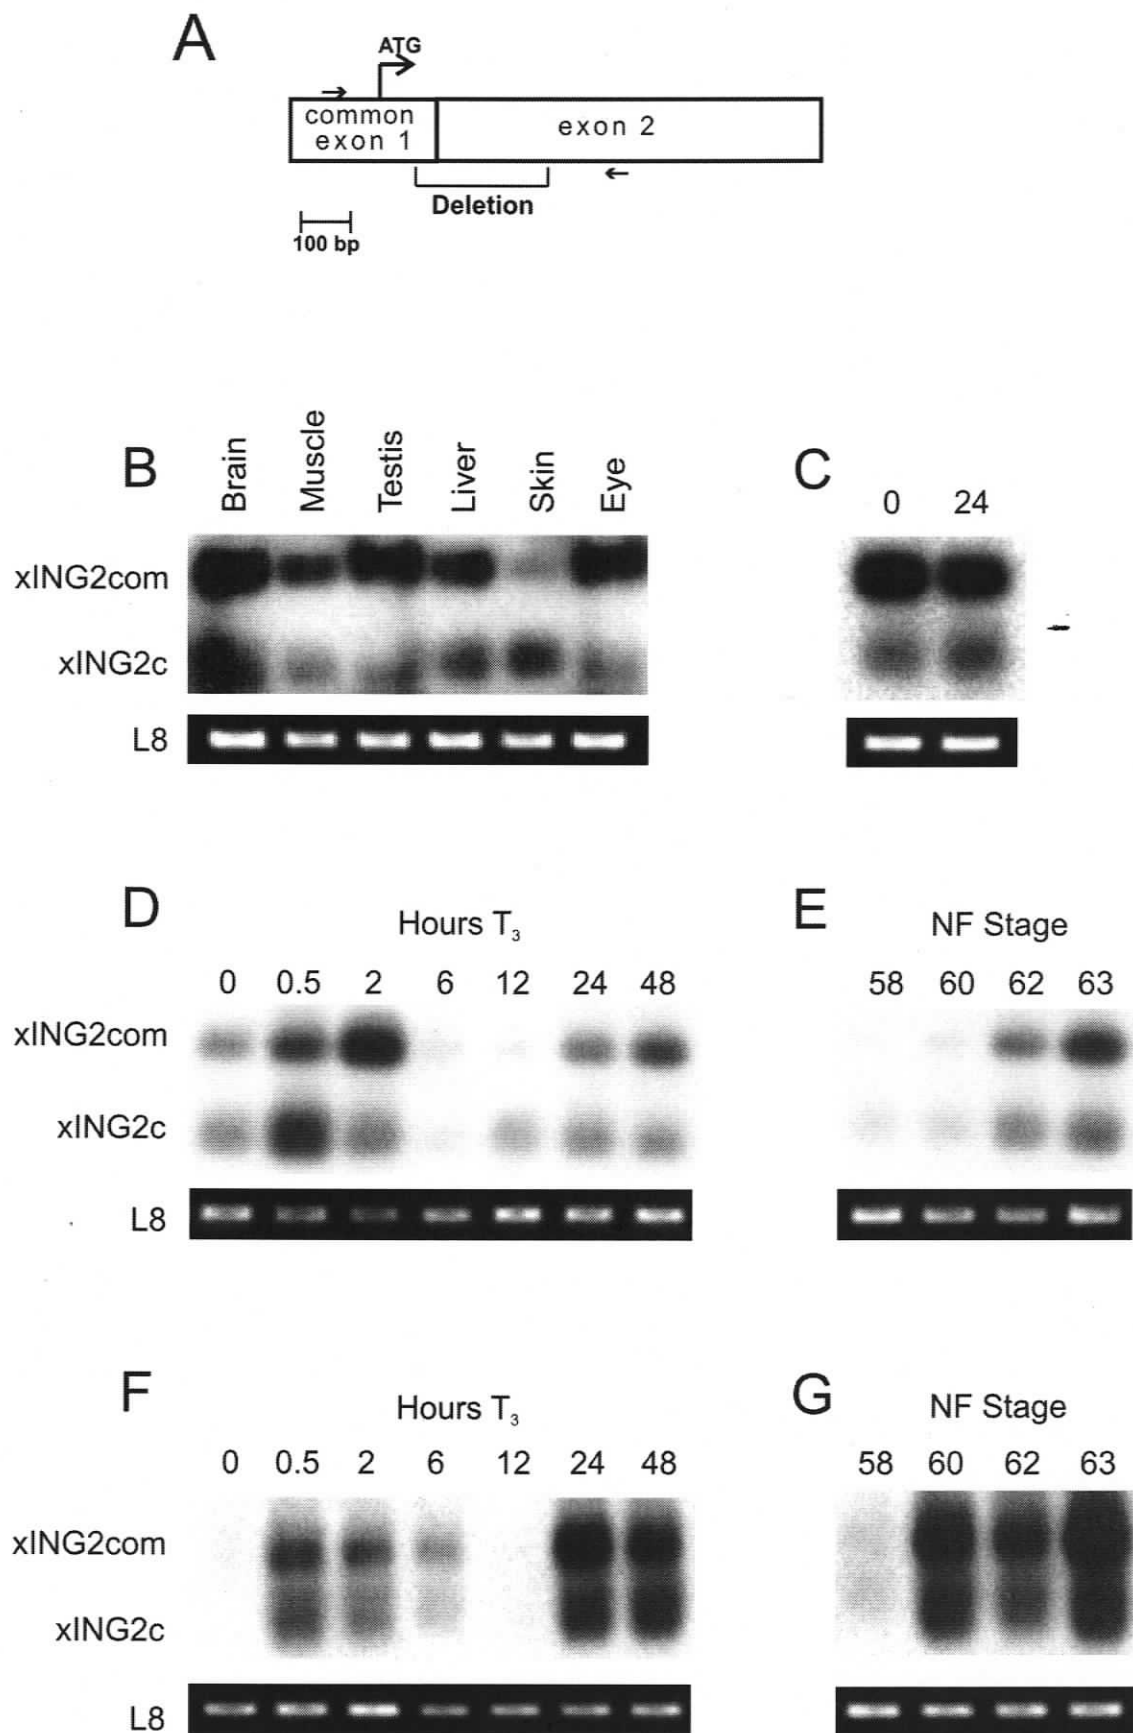 A
ATG
common
exon 1
exon 2
Deletion
100 bp
B
Brain
Muscle
Testis
Liver
Skin
Eye
xING2com
xING2c
L8
C
0 24
D
Hours T₃
0 0.5 2 6 12 24 48
xING2com
xING2c
L8
E
NF Stage
58 60 62 63
F
Hours T₃
0 0.5 2 6 12 24 48
xING2com
xING2c
L8
G
NF Stage
58 60 62 63